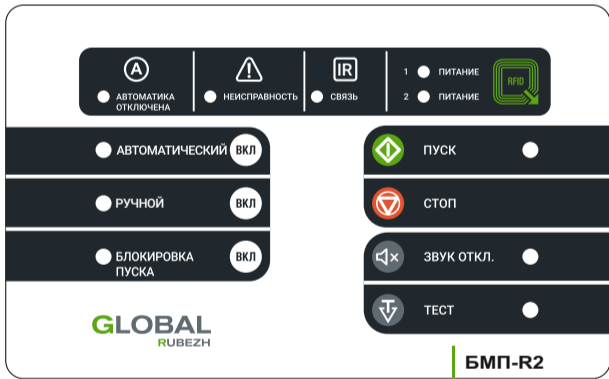 A
АВТОМАТИКА
ОТКЛЮЧЕНА
НЕИСПРАВНОСТЬ
IR
СВЯЗЬ
1 ПИТАНИЕ
2 ПИТАНИЕ
RFID
АВТОМАТИЧЕСКИЙ ВКЛ
РУЧНОЙ ВКЛ
БЛОКИРОВКА
ПУСКА
ВКЛ
ПУСК
СТОП
ЗВУК ОТКЛ.
ТЕСТ
GLOBAL
RUBEZH
БМП-R2